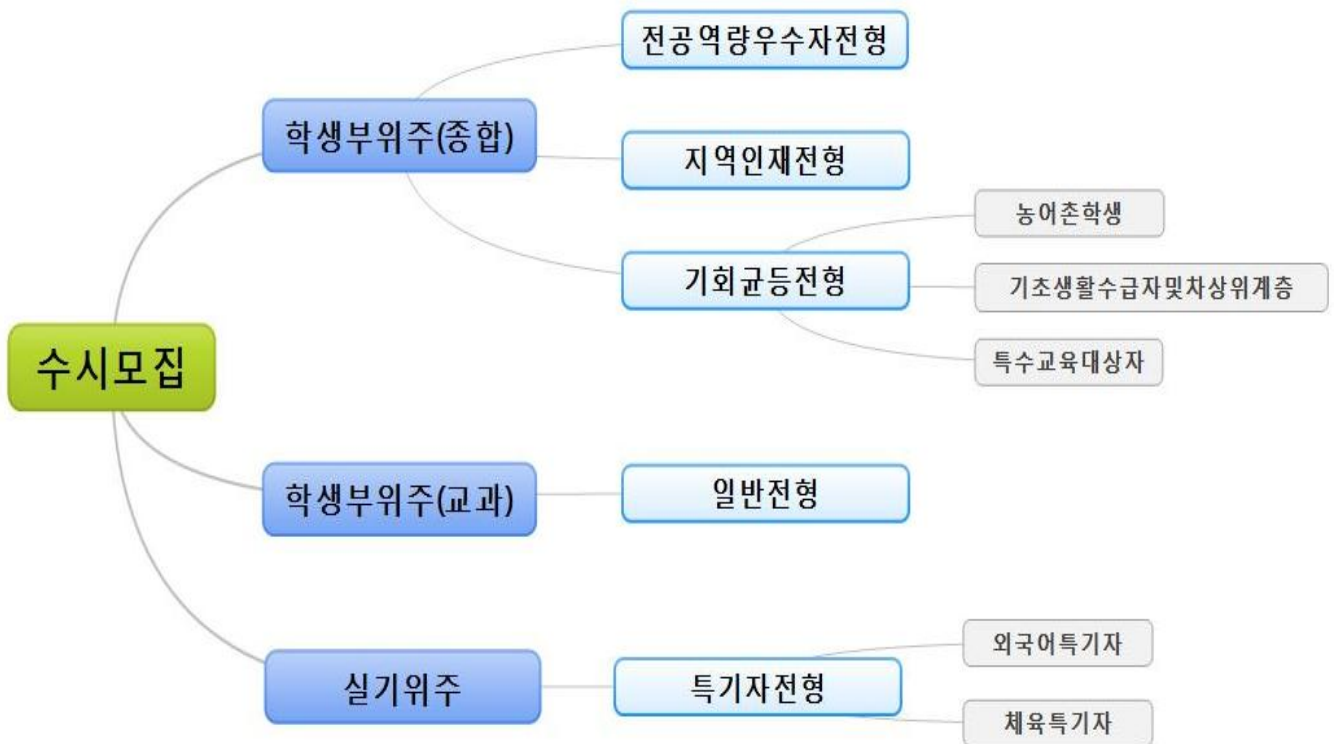 전공역량우수자전형
학생부위주(종합)
지역인재전형
농어촌학생
기회균등전형
기초생활수급자및차상위계층
특수교육대상자
수시모집
학생부위주(교과)
일반전형
외국어특기자
실기위주
특기자전형
체육특기자